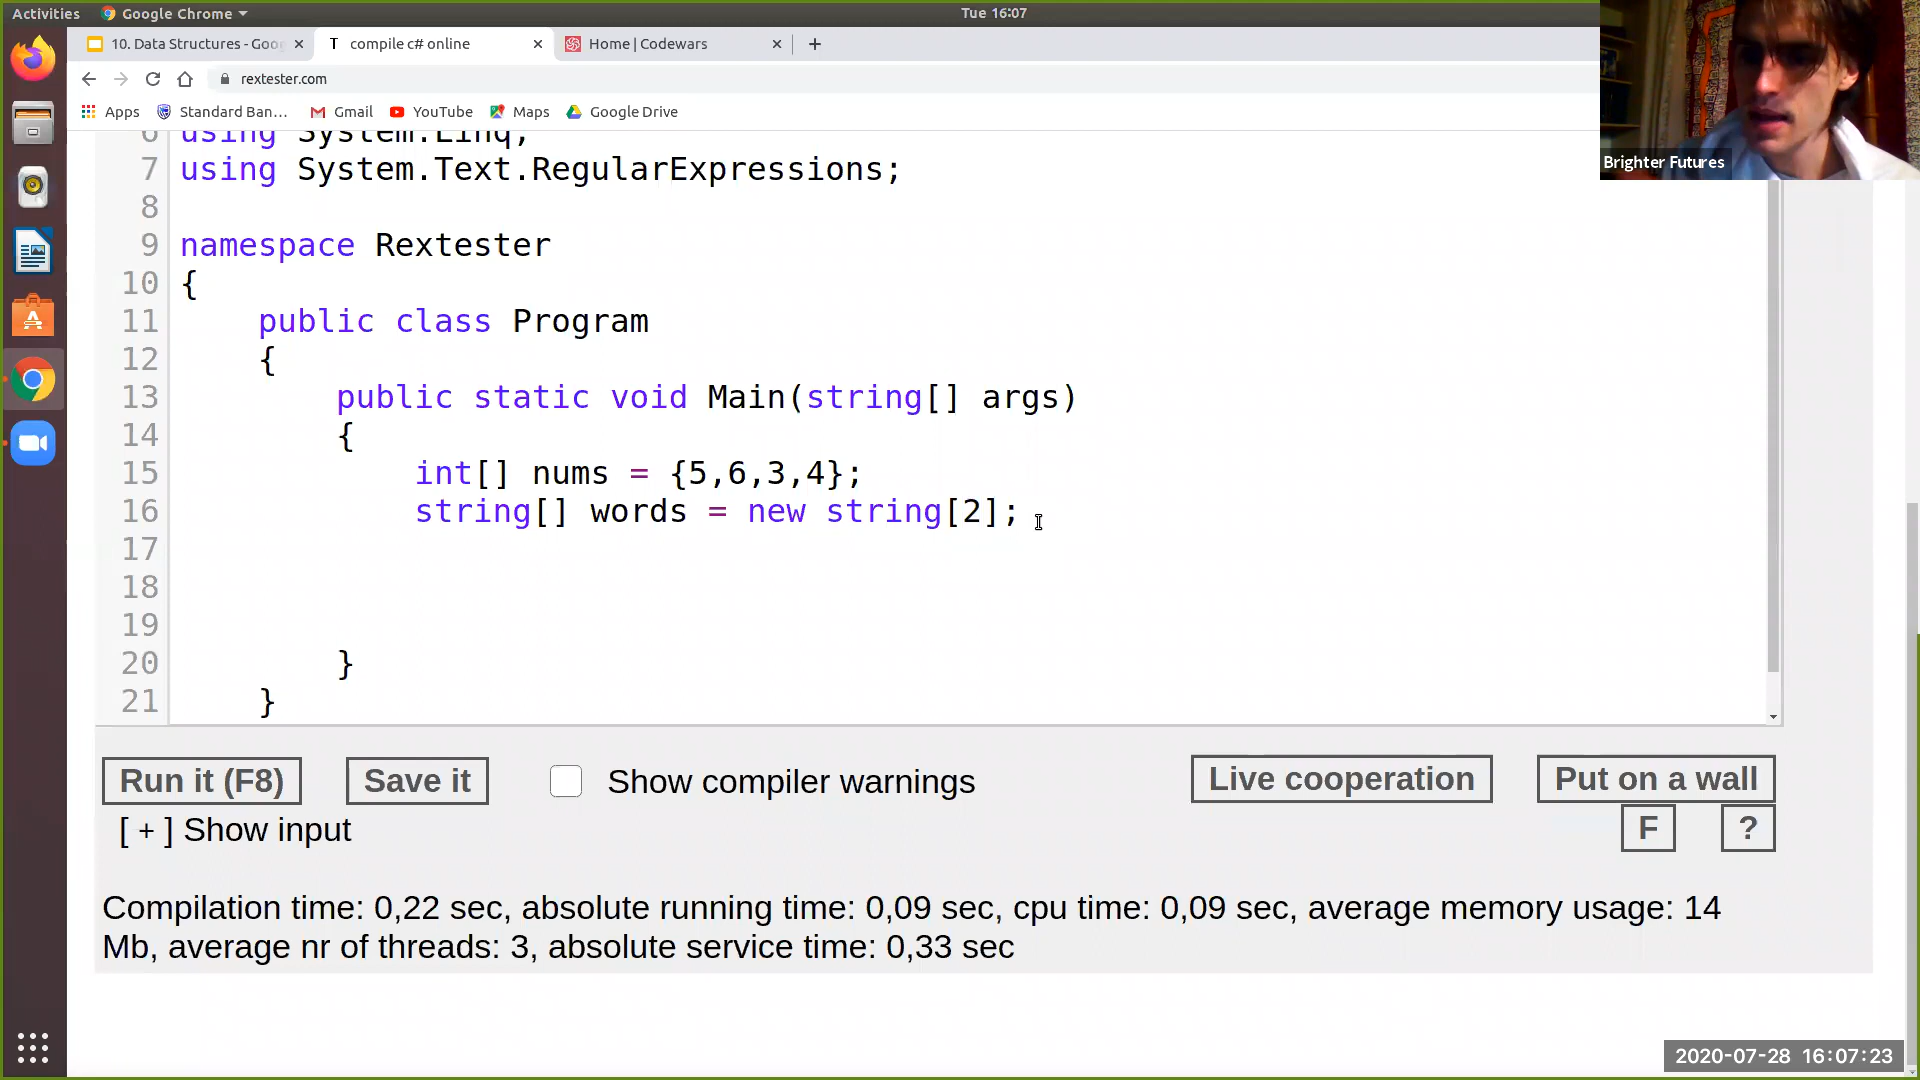 Activities Google Chrome Tue 16:07
10. Data Structures - Goo compile c# online Home | Codewars
rextester.com
Apps Standard Ban... Gmail YouTube Maps Google Drive
Brighter Futures
6 using System.Linq;
7 using System.Text.RegularExpressions;
8
9 namespace Rextester
10 {
11 public class Program
12 {
13 public static void Main(string[] args)
14 {
15 int[] nums = {5,6,3,4};
16 string[] words = new string[2];
17
18
19
20 }
21 }
Run it (F8) Save it Show compiler warnings Live cooperation Put on a wall
[ + ] Show input F ?
Compilation time: 0,22 sec, absolute running time: 0,09 sec, cpu time: 0,09 sec, average memory usage: 14
Mb, average nr of threads: 3, absolute service time: 0,33 sec
2020-07-28 16:07:23